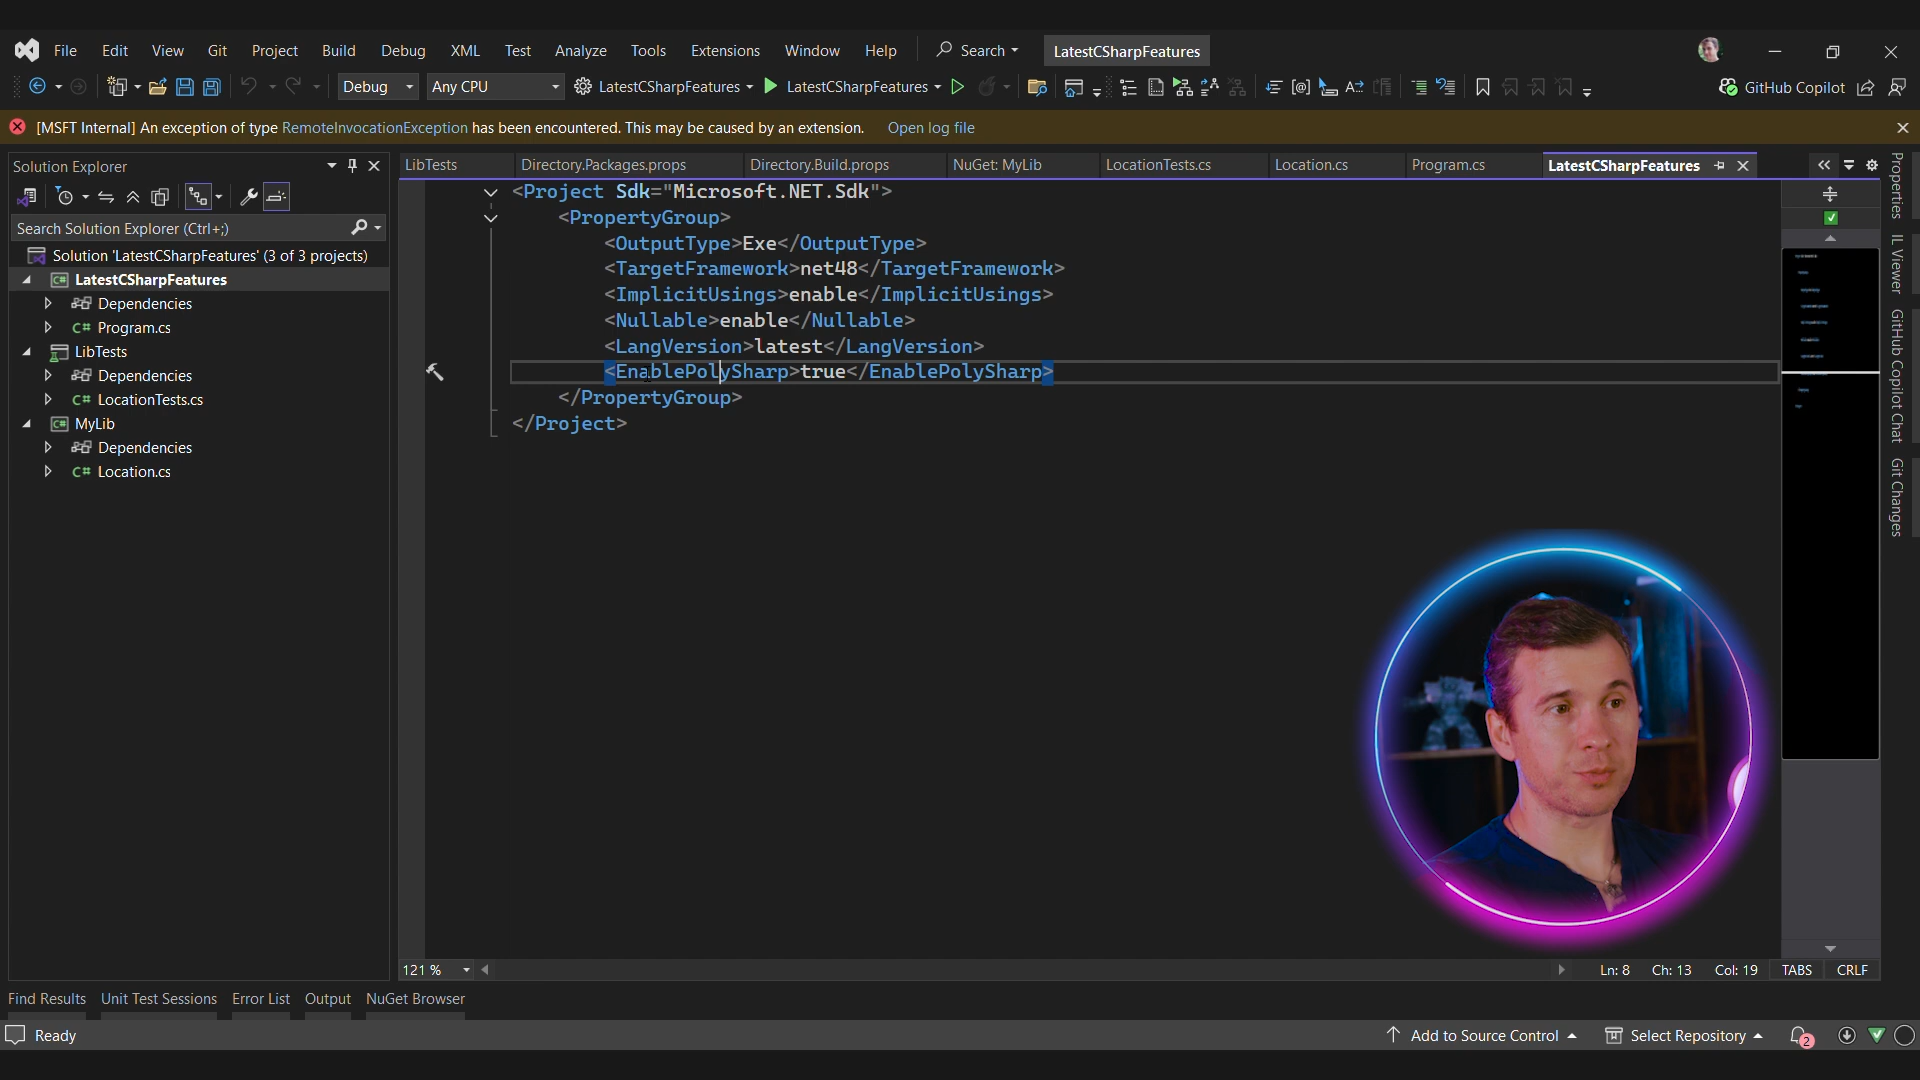 File Edit View Git Project Build Debug XML Test Analyze Tools Extensions Window Help Search LatestCSharpFeatures
Debug Any CPU LatestCSharpFeatures LatestCSharpFeatures GitHub Copilot
[MSFT Internal] An exception of type RemoteInvocationException has been encountered. This may be caused by an extension. Open log file
Solution Explorer
LibTests Directory.Packages.props Directory.Build.props NuGet: MyLib LocationTests.cs Location.cs Program.cs LatestCSharpFeatures
Search Solution Explorer (Ctrl+;)
Solution 'LatestCSharpFeatures' (3 of 3 projects)
LatestCSharpFeatures
Dependencies
C# Program.cs
LibTests
Dependencies
C# LocationTests.cs
MyLib
Dependencies
C# Location.cs
<Project Sdk="Microsoft.NET.Sdk">
<PropertyGroup>
<OutputType>Exe</OutputType>
<TargetFramework>net48</TargetFramework>
<ImplicitUsings>enable</ImplicitUsings>
<Nullable>enable</Nullable>
<LangVersion>latest</LangVersion>
<EnablePolySharp>true</EnablePolySharp>
</PropertyGroup>
</Project>
Properties
IL Viewer
GitHub Copilot Chat
Git Changes
121 % Ln: 8 Ch: 13 Col: 19 TABS CRLF
Find Results Unit Test Sessions Error List Output NuGet Browser
Ready Add to Source Control Select Repository 2